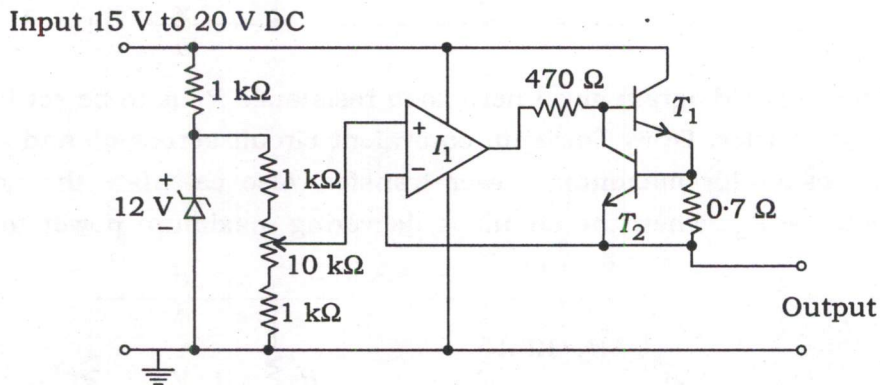 Input 15 V to 20 V DC
1 kΩ
470 Ω
T₁
+
I₁
−
1 kΩ
+
12 V
−
T₂
0·7 Ω
10 kΩ
1 kΩ
Output